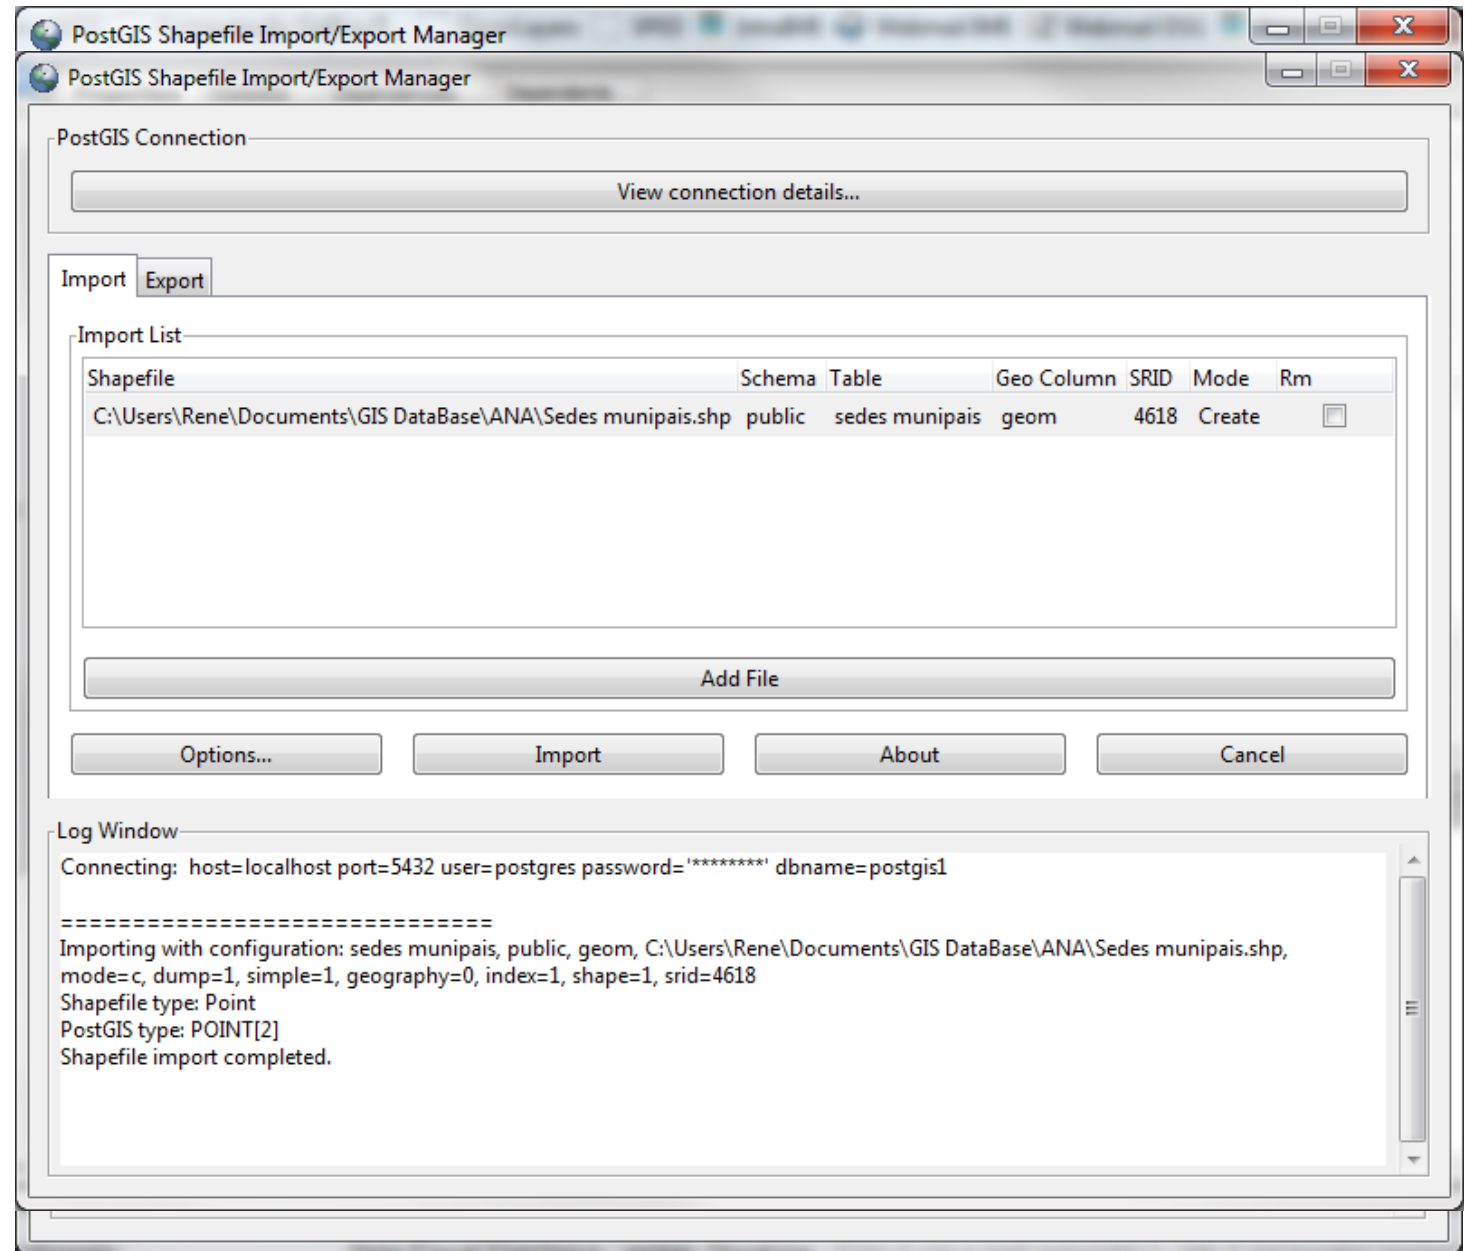 PostGIS Shapefile Import/Export Manager
PostGIS Shapefile Import/Export Manager
PostGIS Connection
View connection details...
Import Export
Import List
Shapefile Schema Table Geo Column SRID Mode Rm
C:\Users\Rene\Documents\GIS DataBase\ANA\Sedes munipais.shp public sedes munipais geom 4618 Create
Add File
Options... Import About Cancel
Log Window
Connecting: host=localhost port=5432 user=postgres password='********' dbname=postgis1
==============================
Importing with configuration: sedes munipais, public, geom, C:\Users\Rene\Documents\GIS DataBase\ANA\Sedes munipais.shp,
mode=c, dump=1, simple=1, geography=0, index=1, shape=1, srid=4618
Shapefile type: Point
PostGIS type: POINT[2]
Shapefile import completed.